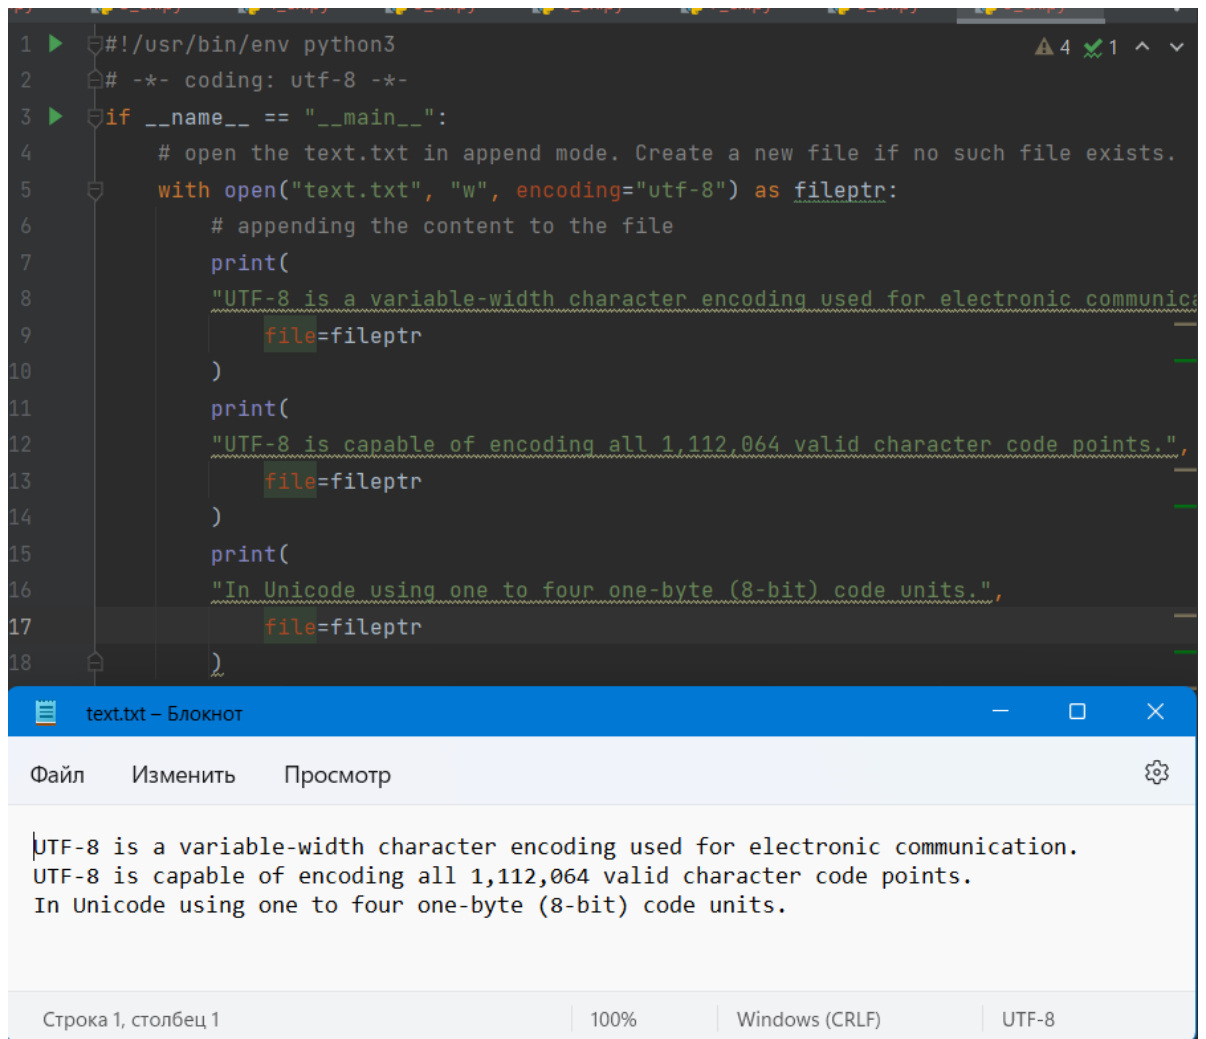 1 #!/usr/bin/env python3
4 1
2 # -*- coding: utf-8 -*-
3 if __name__ == "__main__":
4 # open the text.txt in append mode. Create a new file if no such file exists.
5 with open("text.txt", "w", encoding="utf-8") as fileptr:
6 # appending the content to the file
7 print(
8 "UTF-8 is a variable-width character encoding used for electronic communica
9 file=fileptr
10 )
11 print(
12 "UTF-8 is capable of encoding all 1,112,064 valid character code points.",
13 file=fileptr
14 )
15 print(
16 "In Unicode using one to four one-byte (8-bit) code units.",
17 file=fileptr
18 )
text.txt – Блокнот
Файл Изменить Просмотр
UTF-8 is a variable-width character encoding used for electronic communication.
UTF-8 is capable of encoding all 1,112,064 valid character code points.
In Unicode using one to four one-byte (8-bit) code units.
Строка 1, столбец 1 100% Windows (CRLF) UTF-8